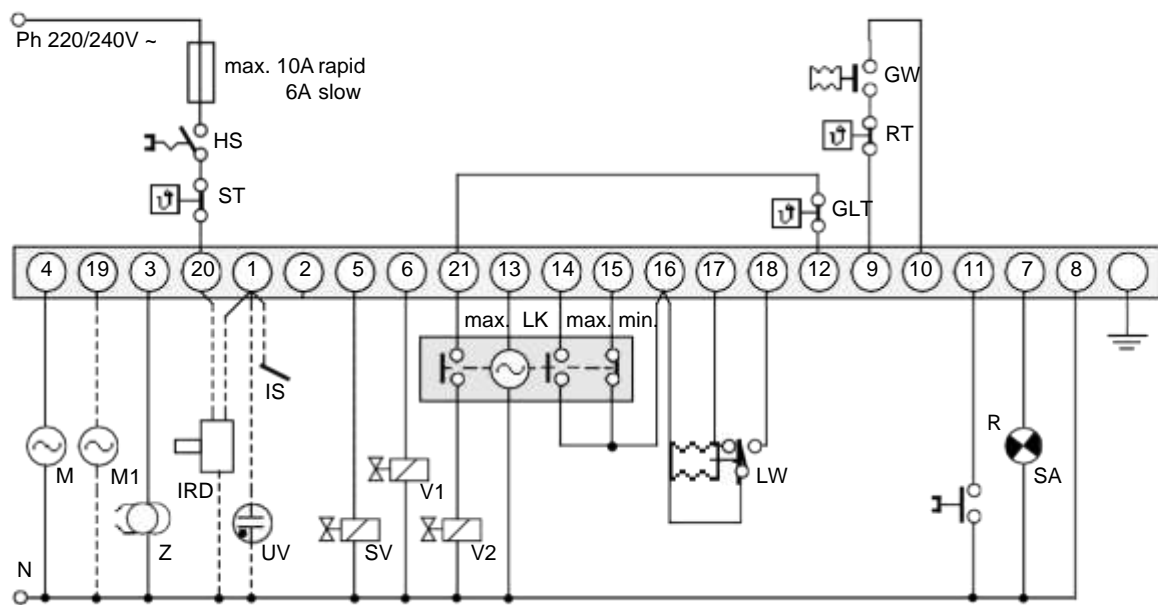 Ph 220/240V ~
max. 10A rapid
6A slow
HS
ST
ϑ
GW
RT
ϑ
GLT
ϑ
4 19 3 20 1 2 5 6 21 13 14 15 16 17 18 12 9 10 11 7 8
max. LK max. min.
IS
M
M1
IRD
Z
UV
SV
V1
V2
LW
R
SA
N